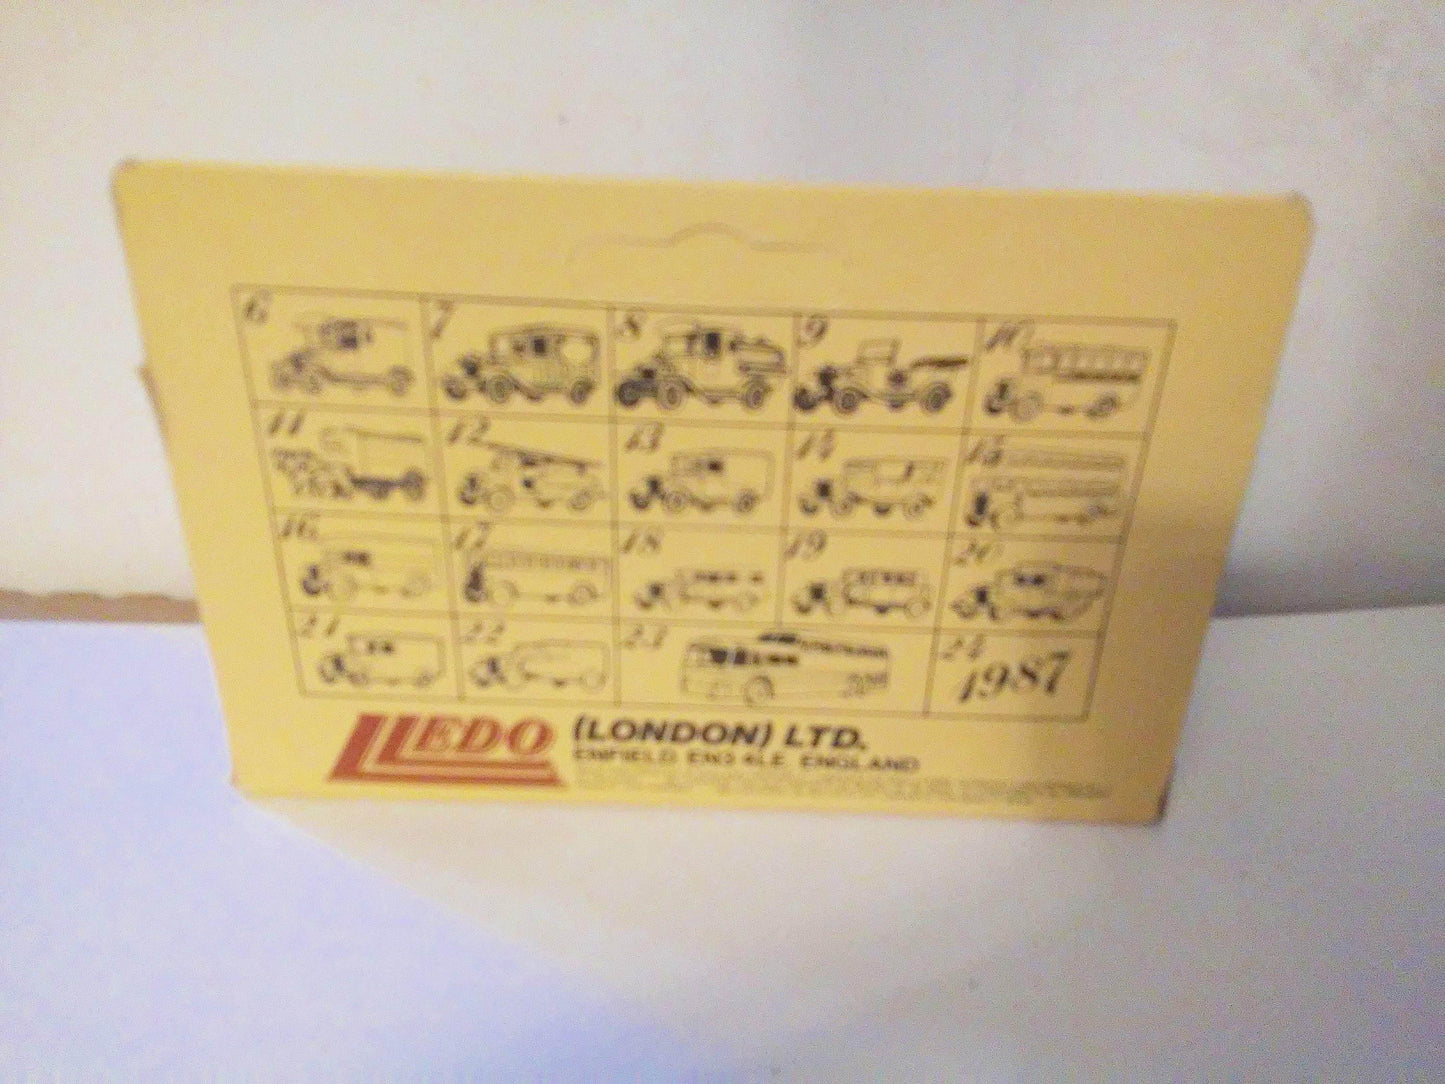 6 7 8 9 10
11 12 13 14 15
16 17 18 19 20
21 22 23 24
1987
LLEDO (LONDON) LTD.
ENFIELD EN3 ENGLAND